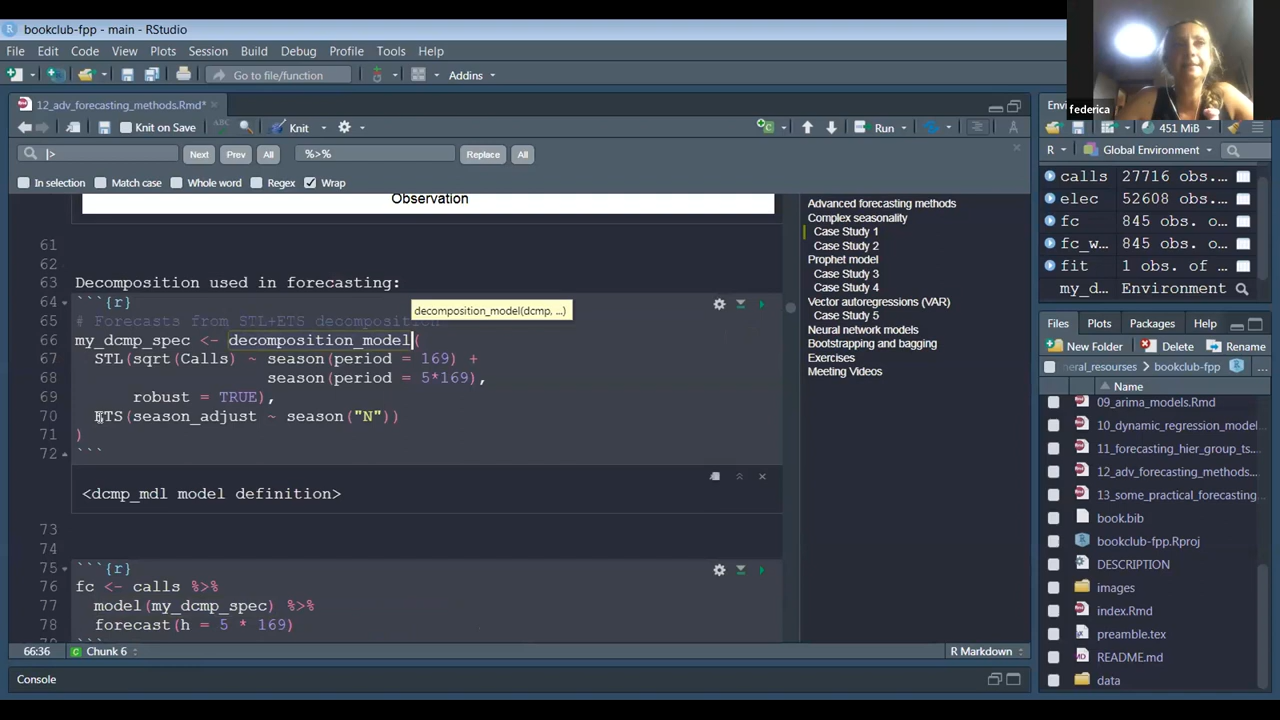 bookclub-fpp - main - RStudio
File Edit Code View Plots Session Build Debug Profile Tools Help
Go to file/function Addins
federica
12_adv_forecasting_methods.Rmd*
Knit on Save Knit Run
|> Next Prev All %>% Replace All
In selection Match case Whole word Regex Wrap
Observation
61
62
63 Decomposition used in forecasting:
64 ```{r}
decomposition_model(dcmp, ...)
65 # Forecasts from STL+ETS decomposition
66 my_dcmp_spec <- decomposition_model(
67 STL(sqrt(Calls) ~ season(period = 169) +
68 season(period = 5*169),
69 robust = TRUE),
70 ETS(season_adjust ~ season("N"))
71 )
72 ```
<dcmp_mdl model definition>
73
74
75 ```{r}
76 fc <- calls %>%
77 model(my_dcmp_spec) %>%
78 forecast(h = 5 * 169)
66:36 Chunk 6 R Markdown
Console
Advanced forecasting methods
Complex seasonality
Case Study 1
Case Study 2
Prophet model
Case Study 3
Case Study 4
Vector autoregressions (VAR)
Case Study 5
Neural network models
Bootstrapping and bagging
Exercises
Meeting Videos
451 MiB
R Global Environment
calls 27716 obs....
elec 52608 obs....
fc 845 obs. o...
fc_w... 845 obs. o...
fit 1 obs. of...
my_d... Environment
Files Plots Packages Help
New Folder Delete Rename
neral_resourses bookclub-fpp
Name
09_arima_models.Rmd
10_dynamic_regression_model...
11_forecasting_hier_group_ts...
12_adv_forecasting_methods...
13_some_practical_forecasting...
book.bib
bookclub-fpp.Rproj
DESCRIPTION
images
index.Rmd
preamble.tex
README.md
data